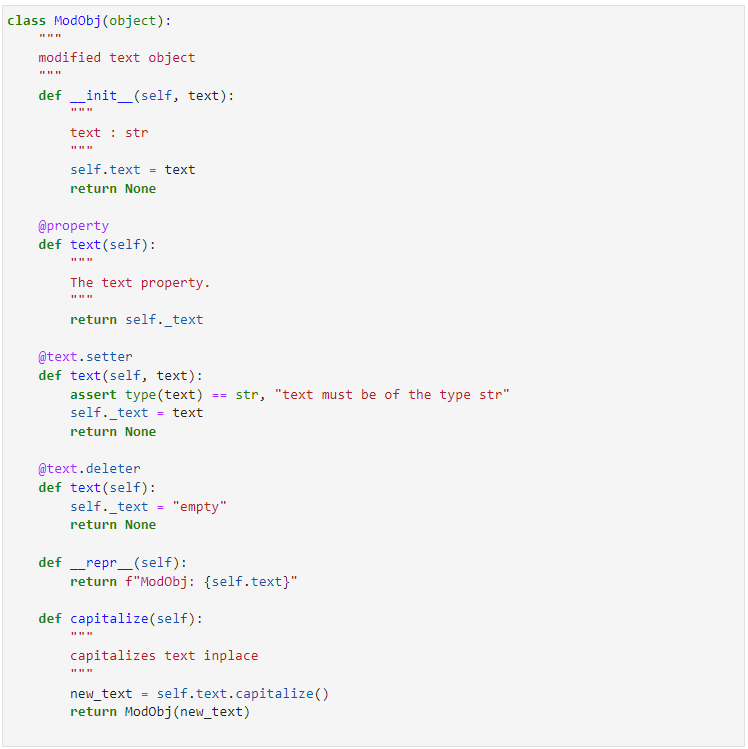 class ModObj(object):
    """
    modified text object
    """
    def __init__(self, text):
        """
        text : str
        """
        self.text = text
        return None

    @property
    def text(self):
        """
        The text property.
        """
        return self._text

    @text.setter
    def text(self, text):
        assert type(text) == str, "text must be of the type str"
        self._text = text
        return None

    @text.deleter
    def text(self):
        self._text = "empty"
        return None

    def __repr__(self):
        return f"ModObj: {self.text}"

    def capitalize(self):
        """
        capitalizes text inplace
        """
        new_text = self.text.capitalize()
        return ModObj(new_text)